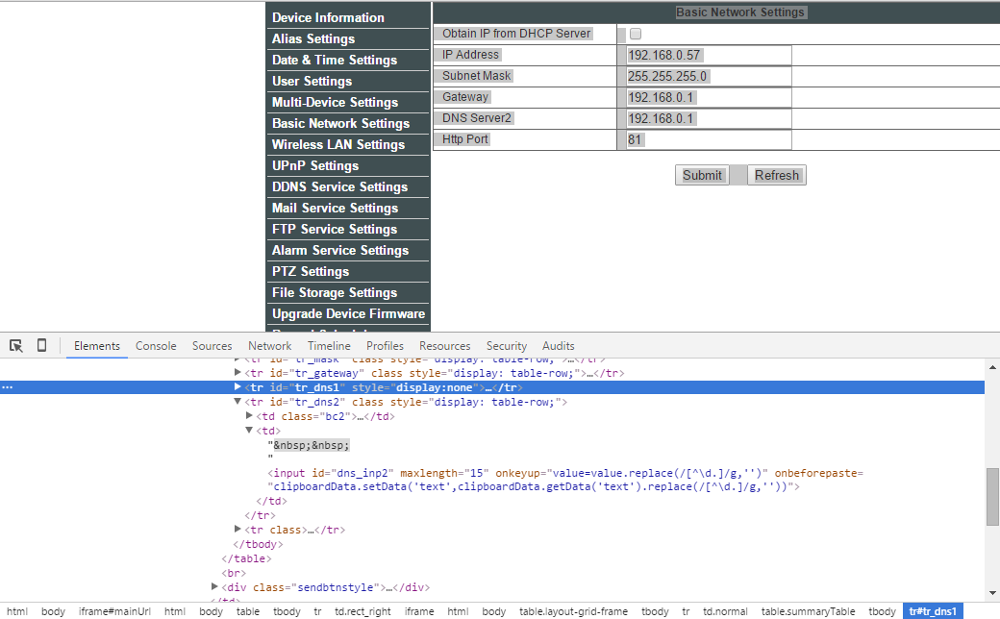 Device Information
Alias Settings
Date & Time Settings
User Settings
Multi-Device Settings
Basic Network Settings
Wireless LAN Settings
UPnP Settings
DDNS Service Settings
Mail Service Settings
FTP Service Settings
Alarm Service Settings
PTZ Settings
File Storage Settings
Upgrade Device Firmware
Basic Network Settings
Obtain IP from DHCP Server
IP Address 192.168.0.57
Subnet Mask 255.255.255.0
Gateway 192.168.0.1
DNS Server2 192.168.0.1
Http Port 81
Submit Refresh
Elements Console Sources Network Timeline Profiles Resources Security Audits
<tr id="tr_mask" class style="display: table-row;">…</tr>
<tr id="tr_gateway" class style="display: table-row;">…</tr>
<tr id="tr_dns1" style="display:none">…</tr>
<tr id="tr_dns2" class style="display: table-row;">
<td class="bc2">…</td>
<td>
"&nbsp;&nbsp;
"
<input id="dns_inp2" maxlength="15" onkeyup="value=value.replace(/[^\d.]/g,'')" onbeforepaste=
"clipboardData.setData('text',clipboardData.getData('text').replace(/[^\d.]/g,''))">
</td>
</tr>
<tr class>…</tr>
</tbody>
</table>
<br>
<div class="sendbtnstyle">…</div>
</td>
html body iframe#mainUrl html body table tbody tr td.rect_right iframe html body table.layout-grid-frame tbody tr td.normal table.summaryTable tbody tr#tr_dns1